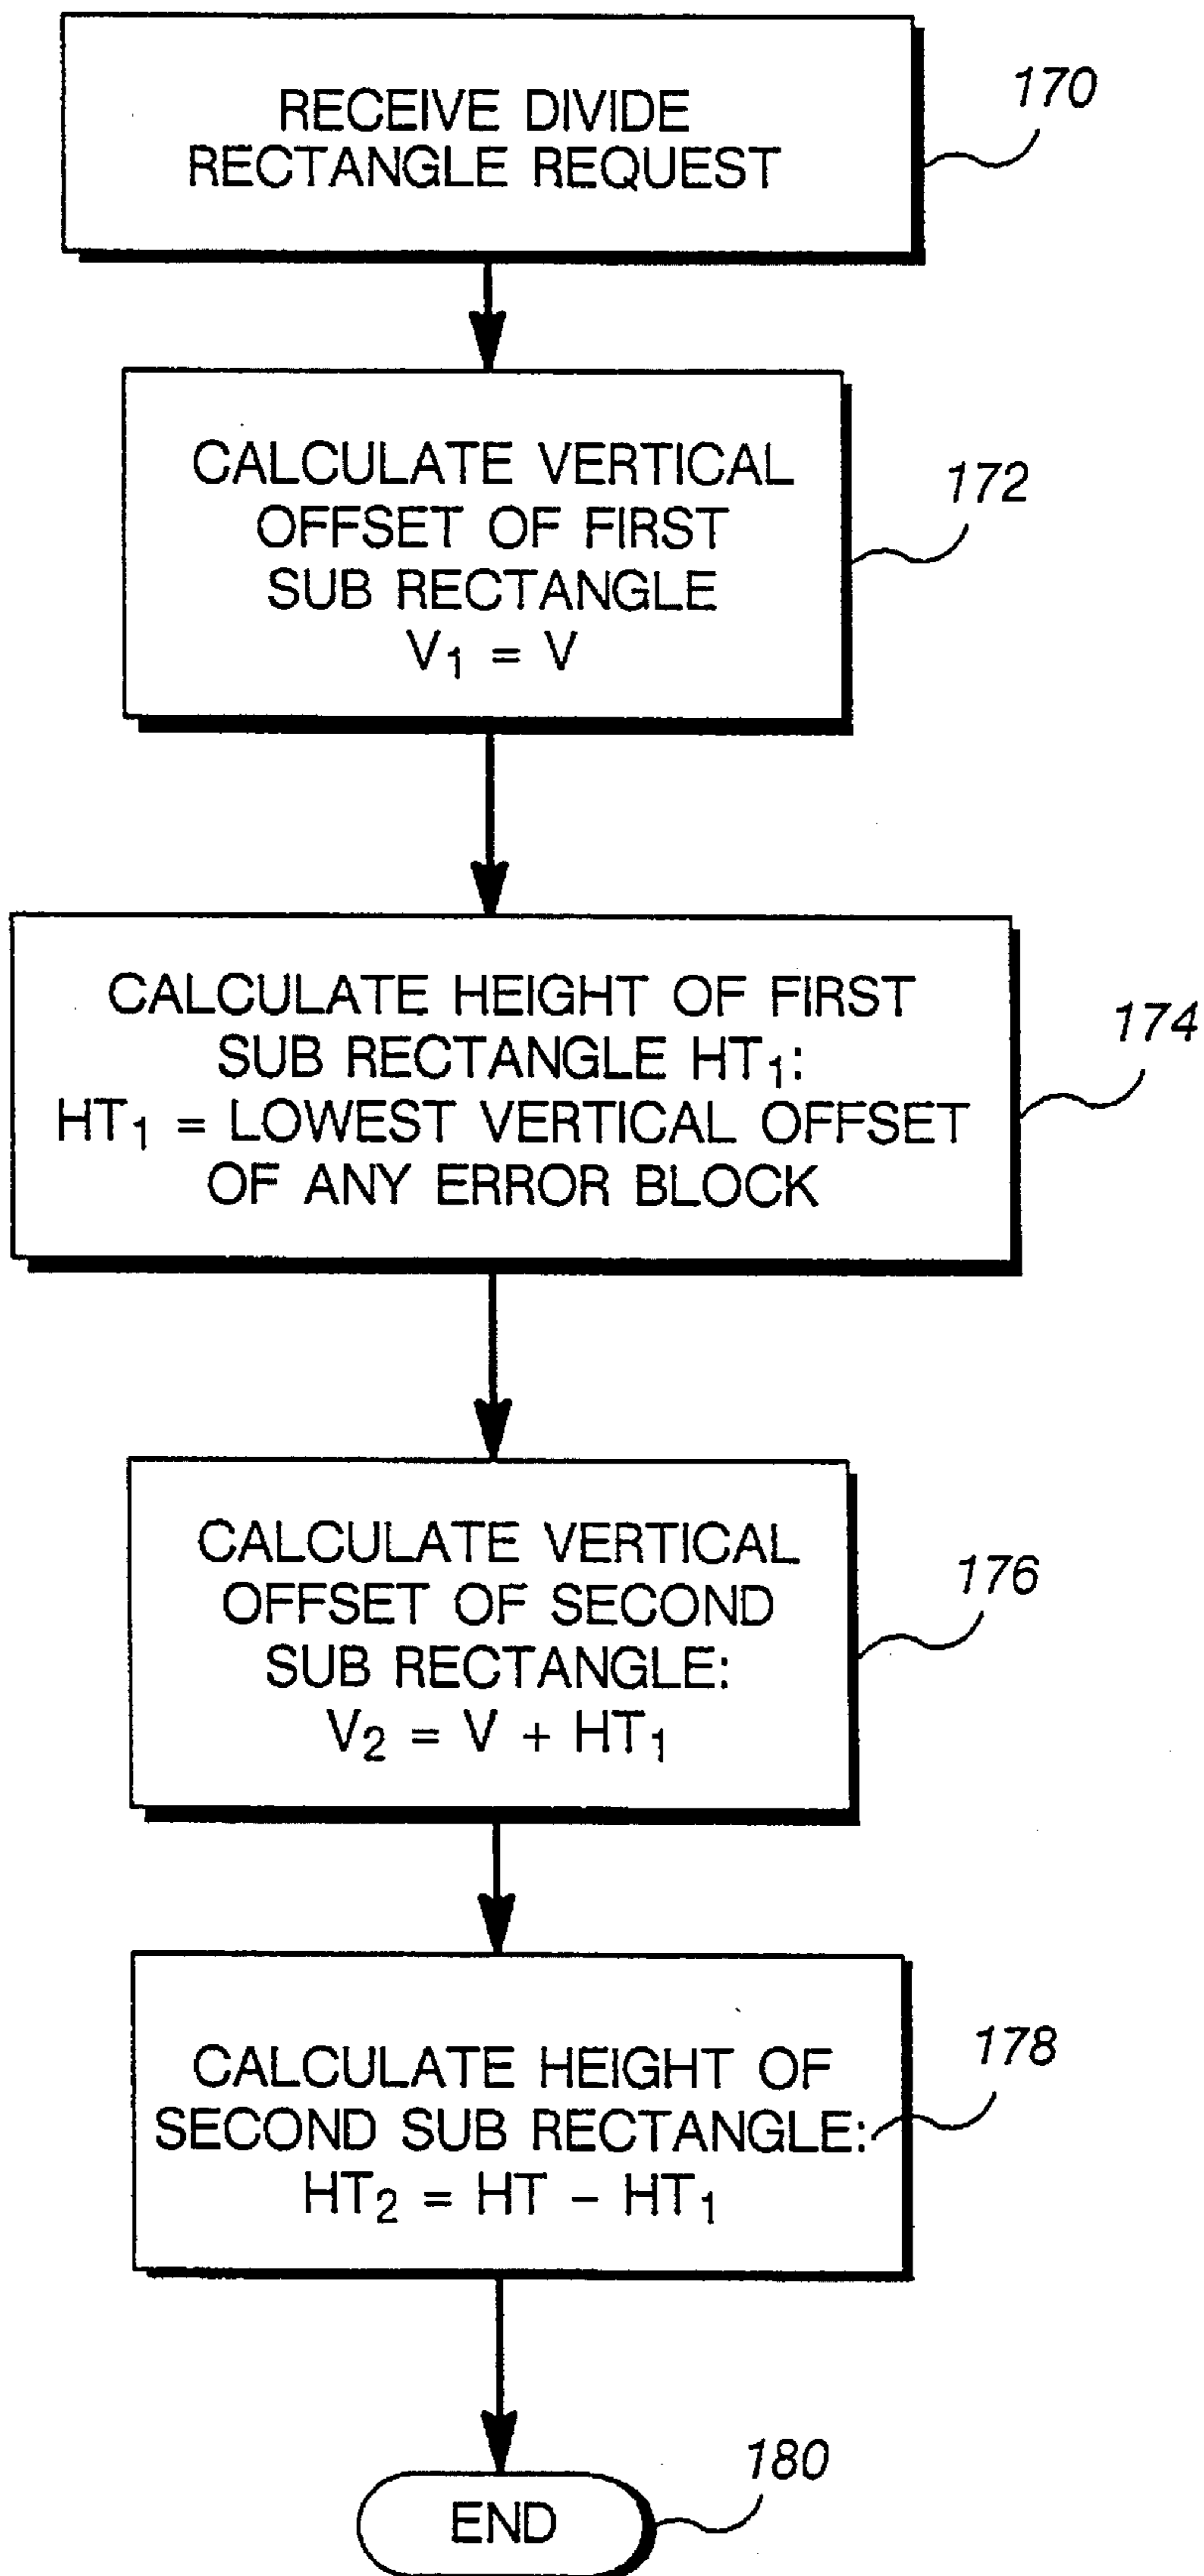 RECEIVE DIVIDE
RECTANGLE REQUEST
170
CALCULATE VERTICAL
OFFSET OF FIRST
SUB RECTANGLE
V₁ = V
172
CALCULATE HEIGHT OF FIRST
SUB RECTANGLE HT₁:
HT₁ = LOWEST VERTICAL OFFSET
OF ANY ERROR BLOCK
174
CALCULATE VERTICAL
OFFSET OF SECOND
SUB RECTANGLE:
V₂ = V + HT₁
176
CALCULATE HEIGHT OF
SECOND SUB RECTANGLE:
HT₂ = HT – HT₁
178
END
180